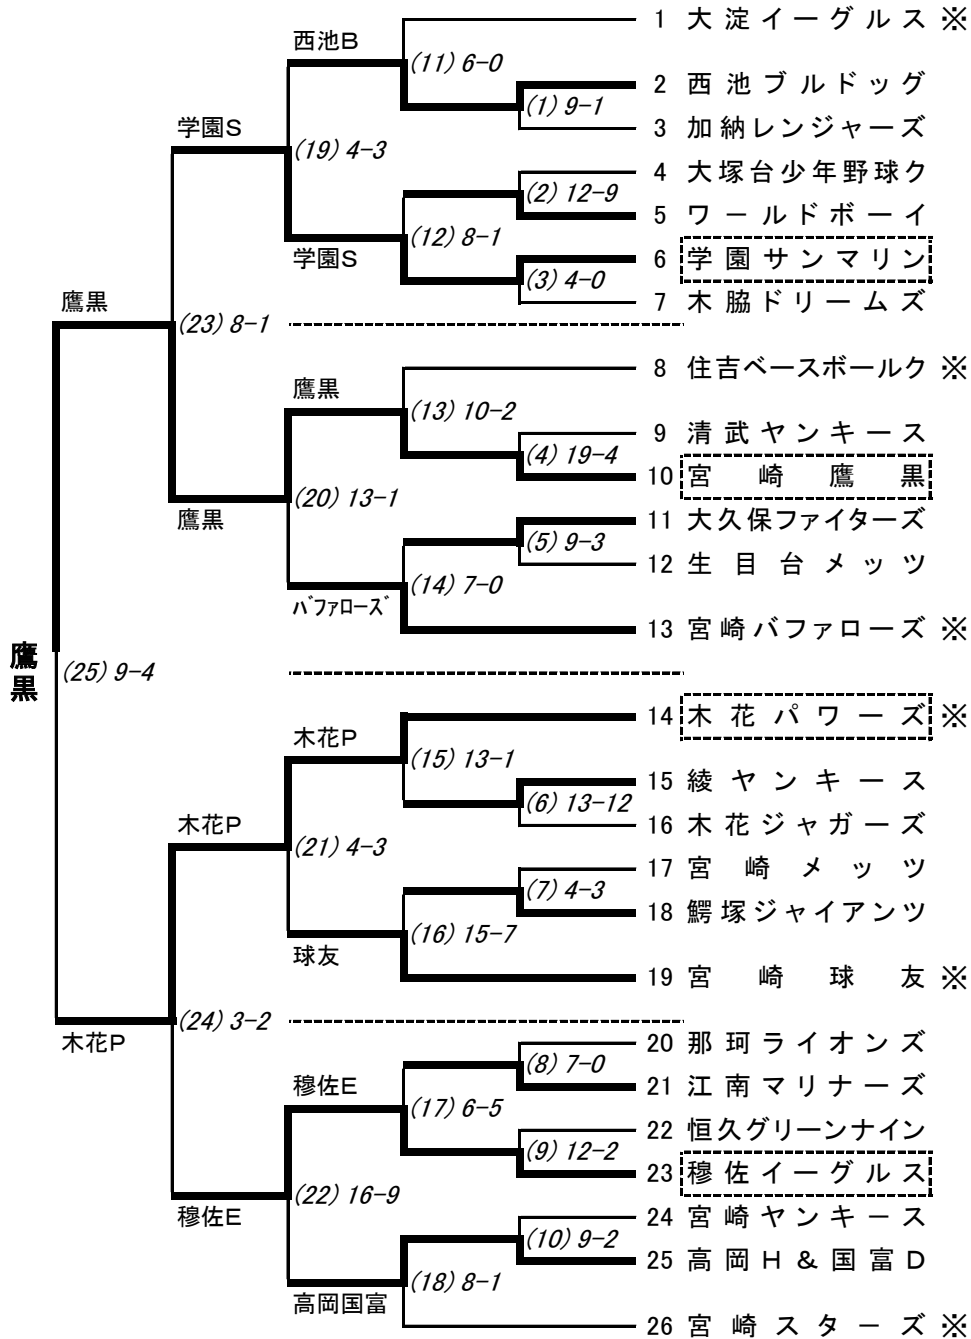 1 大淀イーグルス ※
西池B
(11) 6-0
2 西池ブルドッグ
(1) 9-1
3 加納レンジャーズ
学園S
(19) 4-3
4 大塚台少年野球ク
(2) 12-9
5 ワールドボーイ
(12) 8-1
学園S
6 学園サンマリン
(3) 4-0
7 木脇ドリームズ
鷹黒
(23) 8-1
8 住吉ベースボールク ※
鷹黒
(13) 10-2
9 清武ヤンキース
(4) 19-4
10 宮崎鷹黒
(20) 13-1
鷹黒
11 大久保ファイターズ
(5) 9-3
12 生目台メッツ
(14) 7-0
バファローズ
13 宮崎バファローズ ※
鷹黒
(25) 9-4
14 木花パワーズ ※
木花P
(15) 13-1
15 綾ヤンキース
(6) 13-12
16 木花ジャガーズ
木花P
(21) 4-3
17 宮崎メッツ
(7) 4-3
18 鰐塚ジャイアンツ
(16) 15-7
球友
19 宮崎球友 ※
(24) 3-2
木花P
20 那珂ライオンズ
(8) 7-0
21 江南マリナーズ
穆佐E
(17) 6-5
22 恒久グリーンナイン
(9) 12-2
23 穆佐イーグルス
(22) 16-9
穆佐E
24 宮崎ヤンキース
(10) 9-2
25 高岡H&国富D
(18) 8-1
高岡国富
26 宮崎スターズ ※